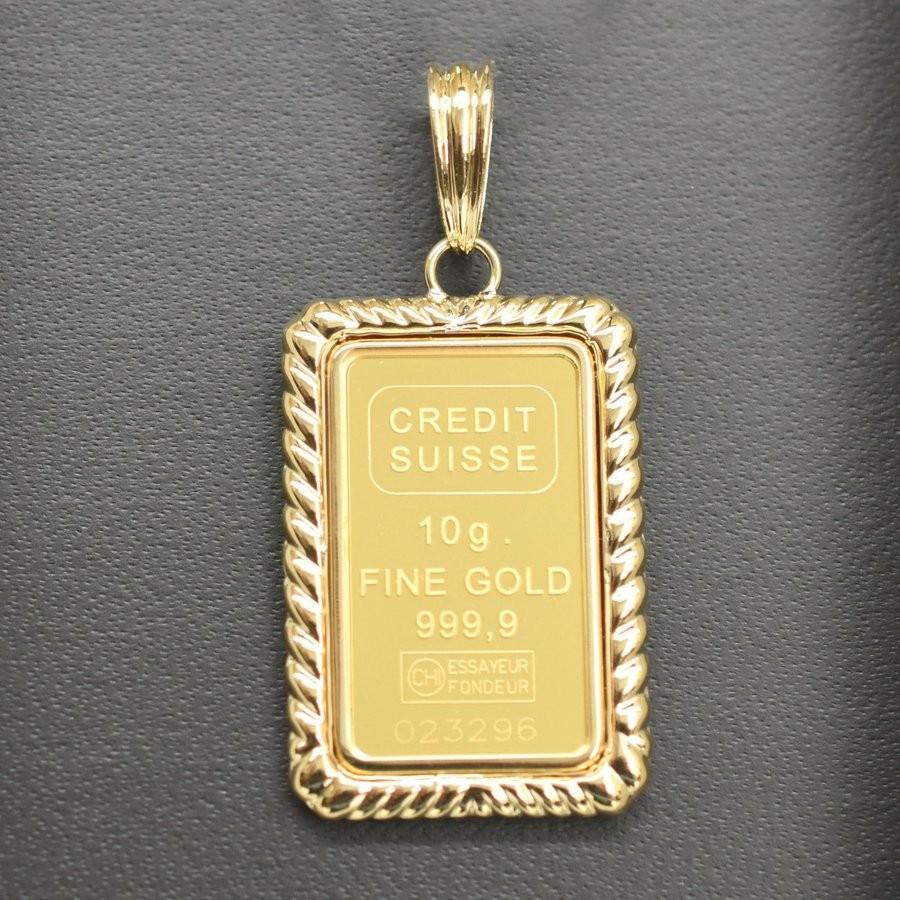 CREDIT
SUISSE
10g.
FINE GOLD
999,9
CHI ESSAYEUR
FONDEUR
023296